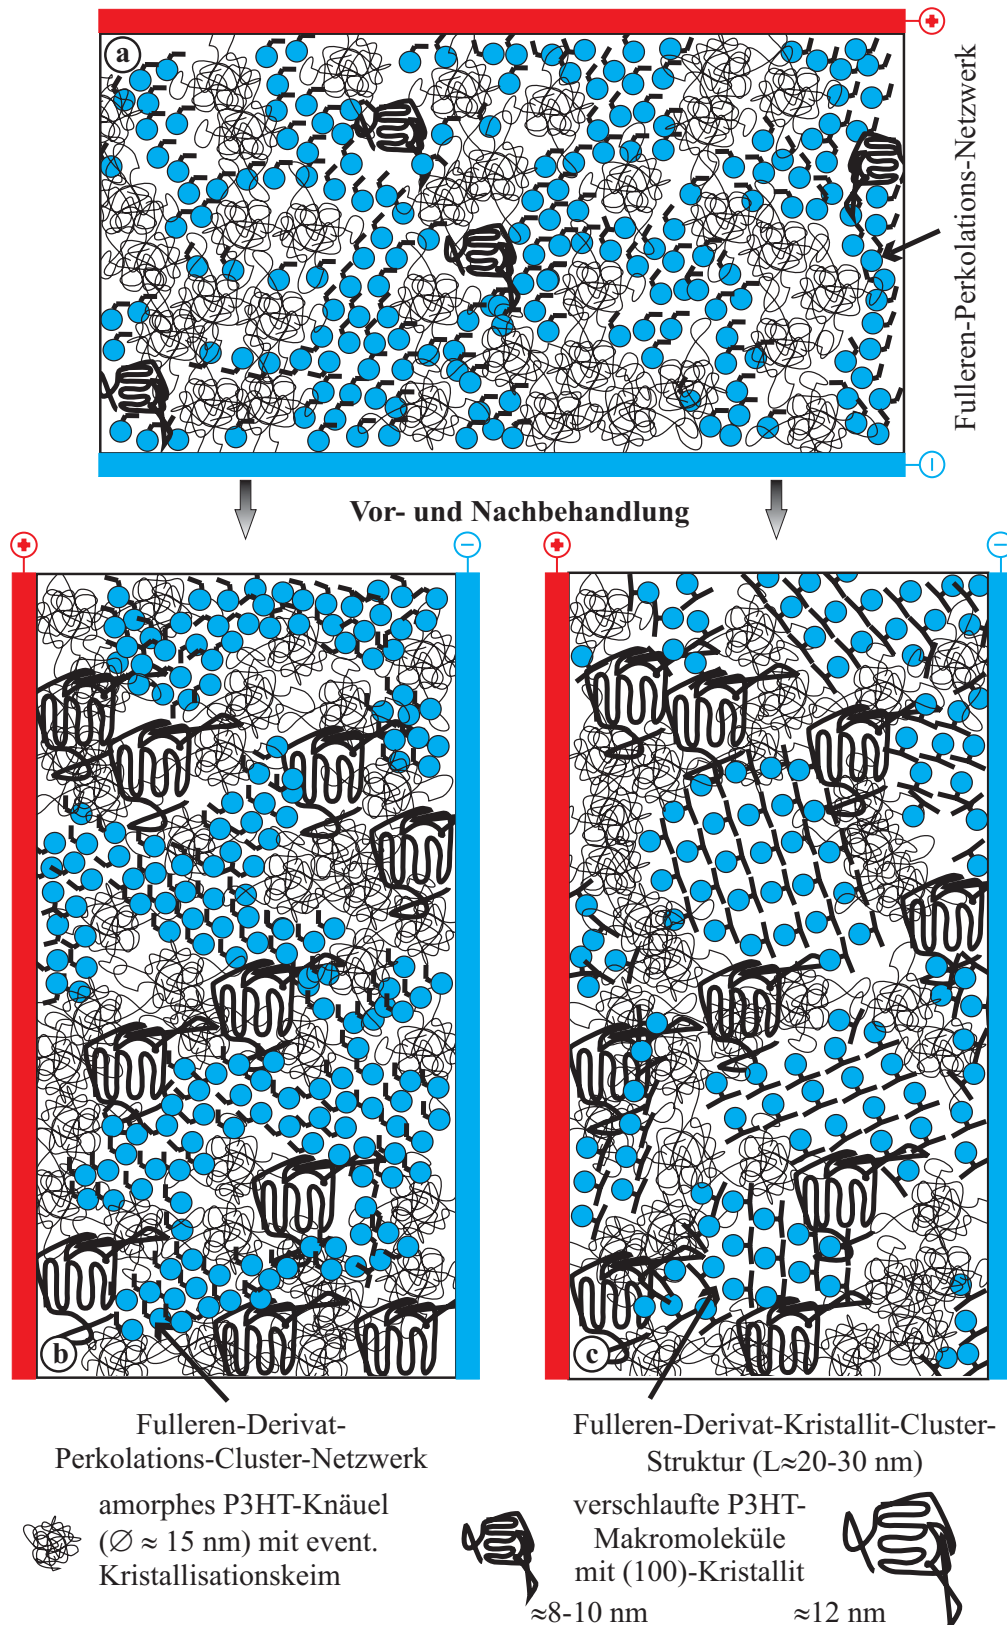 a
Fulleren-Perkolations-Netzwerk
Vor- und Nachbehandlung
b
c
Fulleren-Derivat-
Perkolations-Cluster-Netzwerk
Fulleren-Derivat-Kristallit-Cluster-
Struktur (L≈20-30 nm)
amorphes P3HT-Knäuel
(∅ ≈ 15 nm) mit event.
Kristallisationskeim
verschlaufte P3HT-
Makromoleküle
mit (100)-Kristallit
≈8-10 nm
≈12 nm